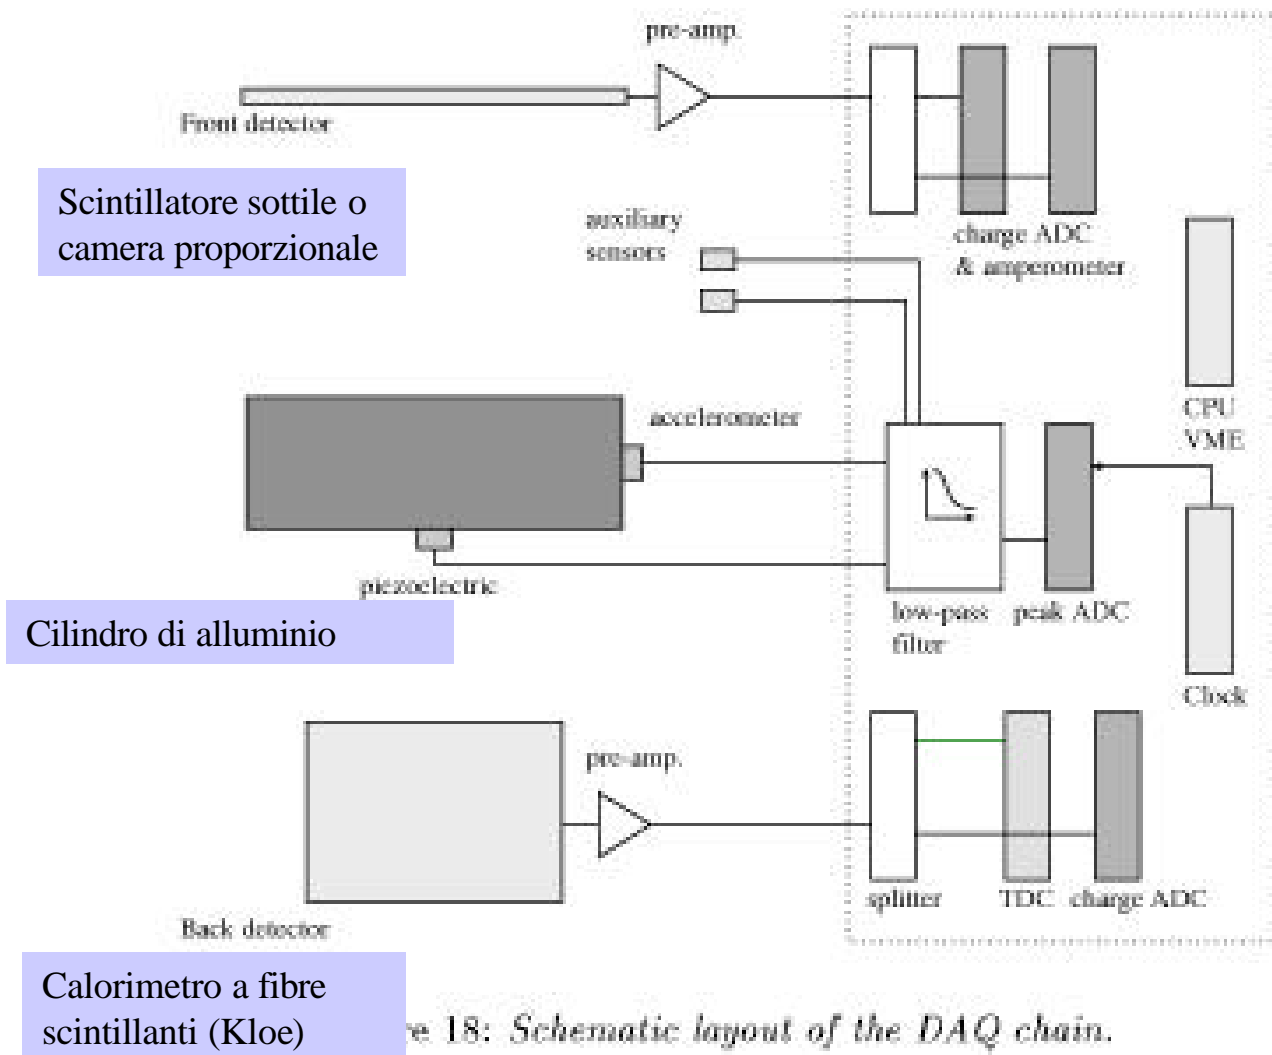 pre-amp.
Front detector
Scintillatore sottile o
camera proporzionale
auxiliary
sensors
charge ADC
& amperometer
CPU
VME
accelerometer
piezoelectric
low-pass
filter
peak ADC
Cilindro di alluminio
Clock
pre-amp.
splitter
TDC
charge ADC
Back detector
Calorimetro a fibre
scintillanti (Kloe)
re 18: Schematic layout of the DAQ chain.